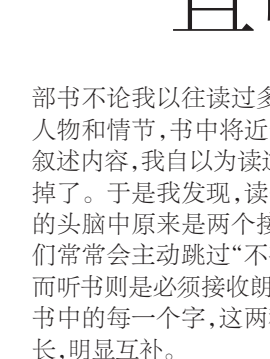 部书不论我以往读过多
人物和情节,书中将近
叙述内容,我自以为读
掉了。于是我发现,读
的头脑中原来是两个接
们常常会主动跳过“不
而听书则是必须接收朗
书中的每一个字,这两
长,明显互补。